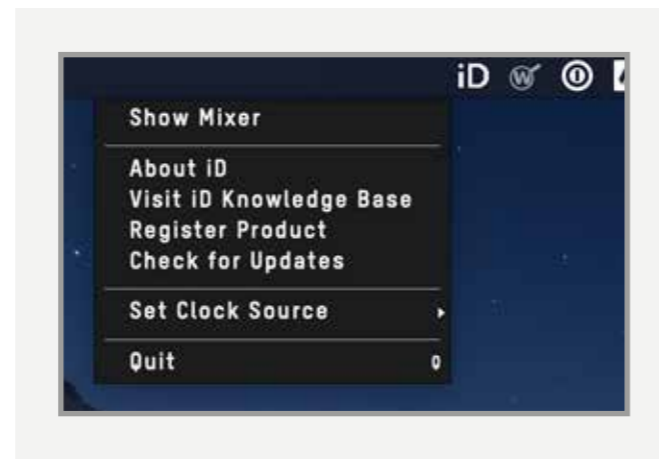 iD
Show Mixer
About iD
Visit iD Knowledge Base
Register Product
Check for Updates
Set Clock Source
Quit Q